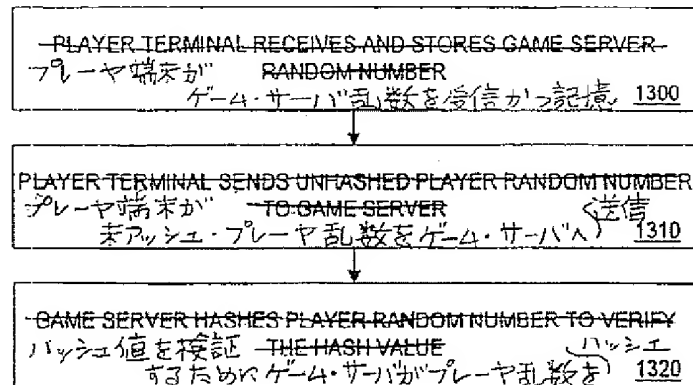 PLAYER TERMINAL RECEIVES AND STORES GAME SERVER
プレーヤ端末が RANDOM NUMBER
ゲーム・サーバ乱数を受信かつ記憶 1300
PLAYER TERMINAL SENDS UNHASHED PLAYER RANDOM NUMBER
プレーヤ端末が TO GAME SERVER 送信
未アッシュ・プレーヤ乱数をゲーム・サーバへ 1310
GAME SERVER HASHES PLAYER RANDOM NUMBER TO VERIFY
ハッシュ値を検証 THE HASH VALUE ハッシュ
するためにゲーム・サーバがプレーヤ乱数を 1320